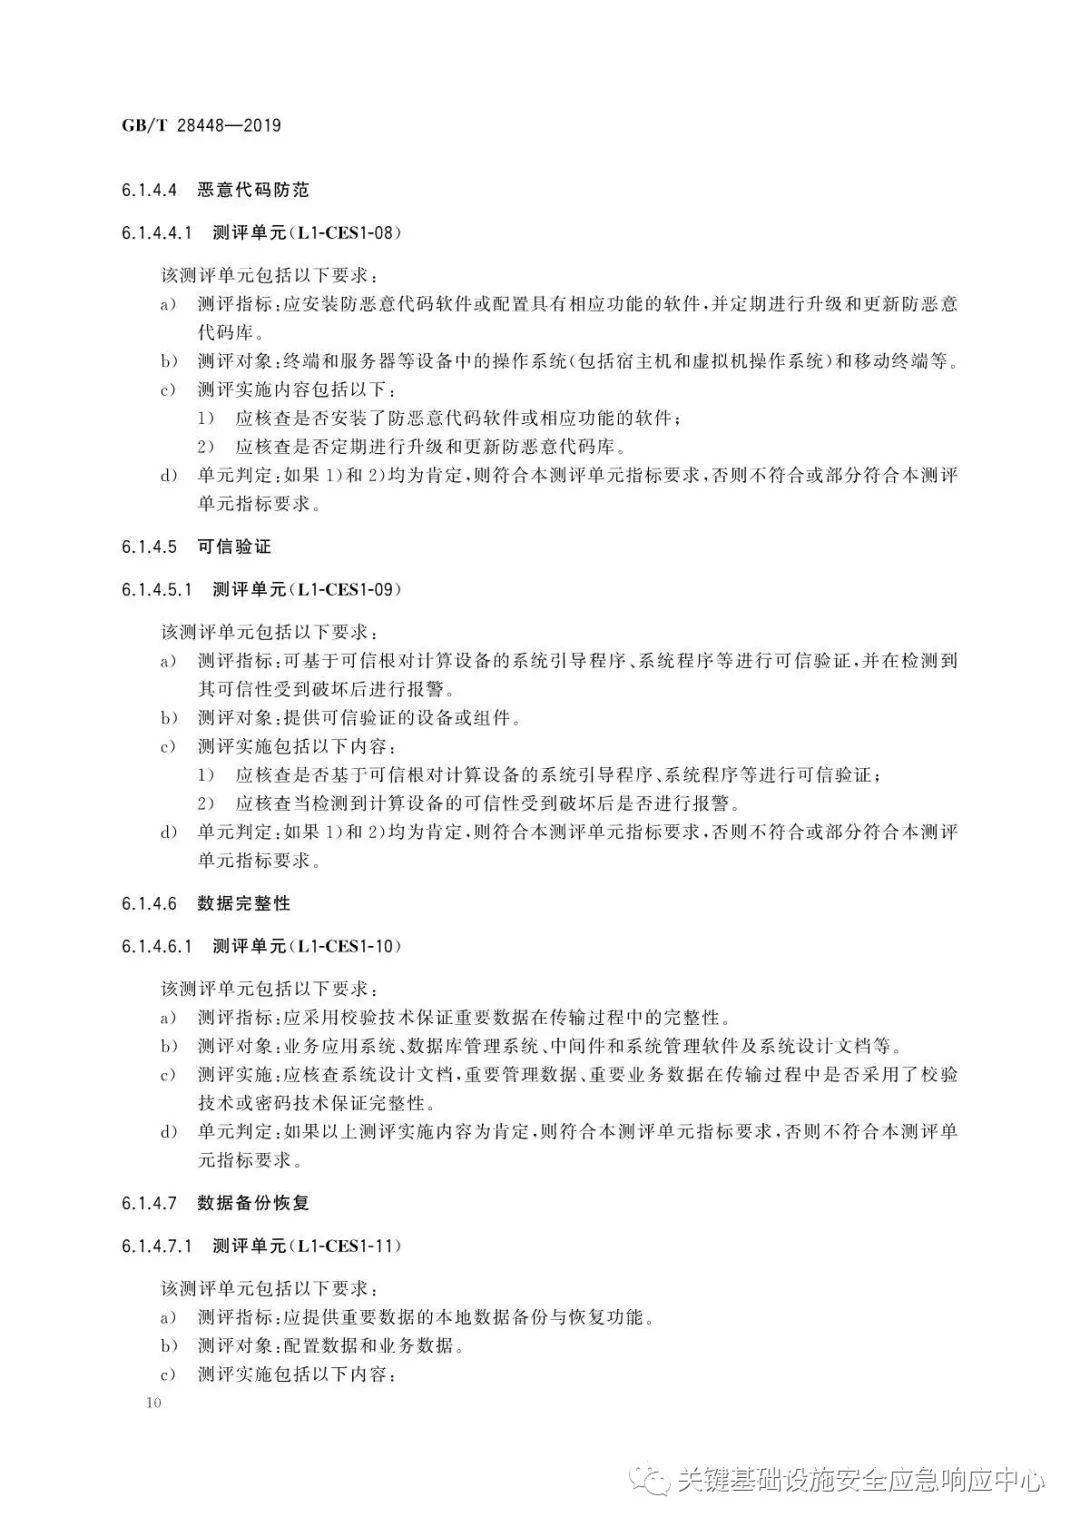 GB/T 28448—2019
6.1.4.4 恶意代码防范
6.1.4.4.1 测评单元(L1-CES1-08)
该测评单元包括以下要求:
a) 测评指标:应安装防恶意代码软件或配置具有相应功能的软件,并定期进行升级和更新防恶意
代码库。
b) 测评对象:终端和服务器等设备中的操作系统(包括宿主机和虚拟机操作系统)和移动终端等。
c) 测评实施内容包括以下:
1) 应核查是否安装了防恶意代码软件或相应功能的软件;
2) 应核查是否定期进行升级和更新防恶意代码库。
d) 单元判定:如果1)和2)均为肯定,则符合本测评单元指标要求,否则不符合或部分符合本测评
单元指标要求。
6.1.4.5 可信验证
6.1.4.5.1 测评单元(L1-CES1-09)
该测评单元包括以下要求:
a) 测评指标:可基于可信根对计算设备的系统引导程序、系统程序等进行可信验证,并在检测到
其可信性受到破坏后进行报警。
b) 测评对象:提供可信验证的设备或组件。
c) 测评实施包括以下内容:
1) 应核查是否基于可信根对计算设备的系统引导程序、系统程序等进行可信验证;
2) 应核查当检测到计算设备的可信性受到破坏后是否进行报警。
d) 单元判定:如果1)和2)均为肯定,则符合本测评单元指标要求,否则不符合或部分符合本测评
单元指标要求。
6.1.4.6 数据完整性
6.1.4.6.1 测评单元(L1-CES1-10)
该测评单元包括以下要求:
a) 测评指标:应采用校验技术保证重要数据在传输过程中的完整性。
b) 测评对象:业务应用系统、数据库管理系统、中间件和系统管理软件及系统设计文档等。
c) 测评实施:应核查系统设计文档,重要管理数据、重要业务数据在传输过程中是否采用了校验
技术或密码技术保证完整性。
d) 单元判定:如果以上测评实施内容为肯定,则符合本测评单元指标要求,否则不符合本测评单
元指标要求。
6.1.4.7 数据备份恢复
6.1.4.7.1 测评单元(L1-CES1-11)
该测评单元包括以下要求:
a) 测评指标:应提供重要数据的本地数据备份与恢复功能。
b) 测评对象:配置数据和业务数据。
c) 测评实施包括以下内容:
10
关键基础设施安全应急响应中心